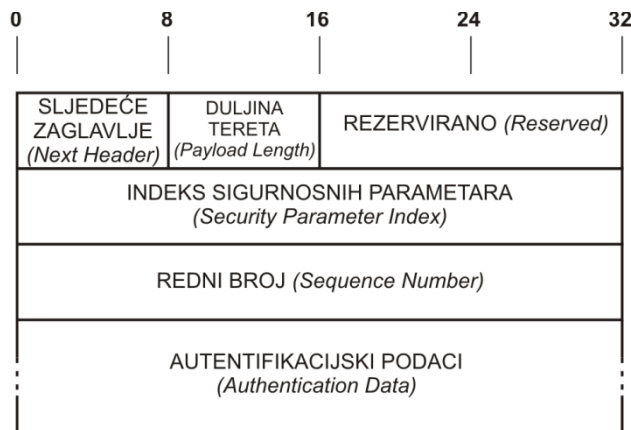 0 8 16 24 32
SLJEDEĆE
ZAGLAVLJE
(Next Header)
DULJINA
TERETA
(Payload Length)
REZERVIRANO (Reserved)
INDEKS SIGURNOSNIH PARAMETARA
(Security Parameter Index)
REDNI BROJ (Sequence Number)
AUTENTIFIKACIJSKI PODACI
(Authentication Data)